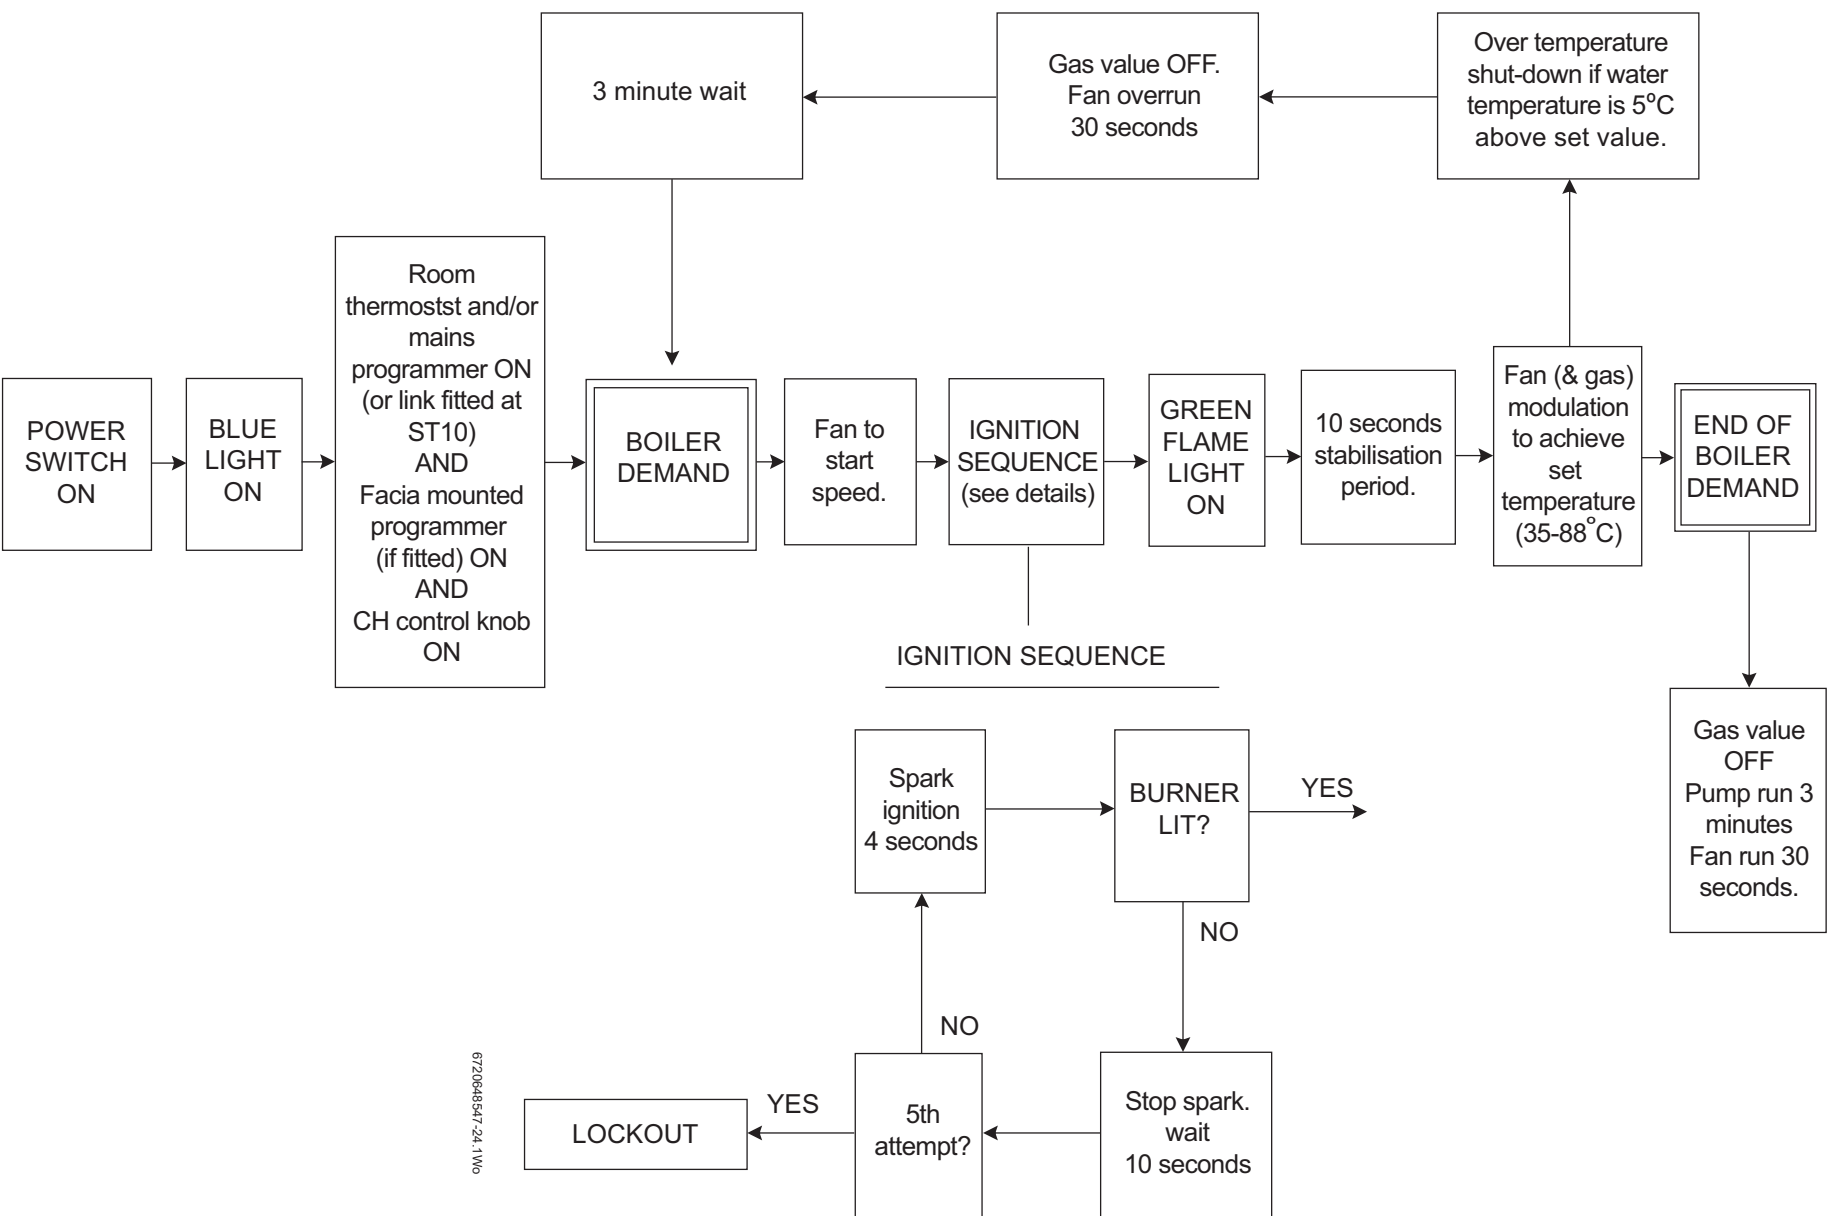 3 minute wait
Gas value OFF.
Fan overrun
30 seconds
Over temperature
shut-down if water
temperature is 5°C
above set value.
POWER
SWITCH
ON
BLUE
LIGHT
ON
Room
thermostst and/or
mains
programmer ON
(or link fitted at
ST10)
AND
Facia mounted
programmer
(if fitted) ON
AND
CH control knob
ON
BOILER
DEMAND
Fan to
start
speed.
IGNITION
SEQUENCE
(see details)
GREEN
FLAME
LIGHT
ON
10 seconds
stabilisation
period.
Fan (& gas)
modulation
to achieve
set
temperature
(35-88°C)
END OF
BOILER
DEMAND
Gas value
OFF
Pump run 3
minutes
Fan run 30
seconds.
IGNITION SEQUENCE
Spark
ignition
4 seconds
BURNER
LIT?
YES
NO
Stop spark.
wait
10 seconds
5th
attempt?
NO
YES
LOCKOUT
6720648547-24.1Wo